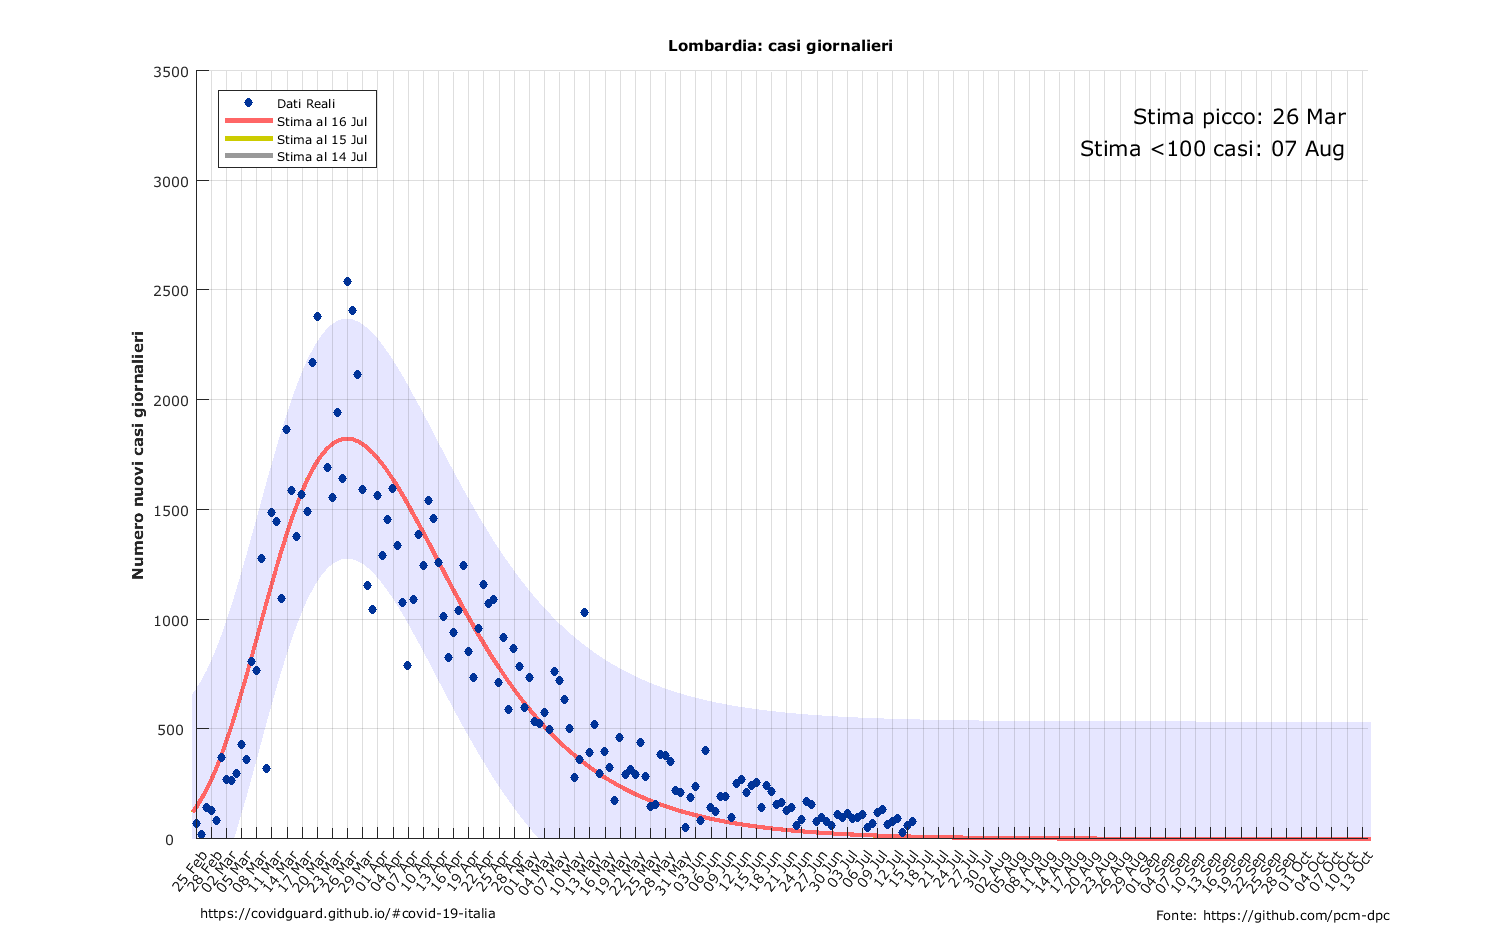 Lombardia: casi giornalieri
3500
3000
2500
2000
1500
1000
500
0
Numero nuovi casi giornalieri
Dati Reali
Stima al 16 Jul
Stima al 15 Jul
Stima al 14 Jul
Stima picco: 26 Mar
Stima <100 casi: 07 Aug
25 Feb
28 Feb
02 Mar
05 Mar
08 Mar
11 Mar
14 Mar
17 Mar
20 Mar
23 Mar
26 Mar
29 Mar
01 Apr
04 Apr
07 Apr
10 Apr
13 Apr
16 Apr
19 Apr
22 Apr
25 Apr
28 Apr
01 May
04 May
07 May
10 May
13 May
16 May
19 May
22 May
25 May
28 May
31 May
03 Jun
06 Jun
09 Jun
12 Jun
15 Jun
18 Jun
21 Jun
24 Jun
27 Jun
30 Jun
03 Jul
06 Jul
09 Jul
12 Jul
15 Jul
18 Jul
21 Jul
24 Jul
27 Jul
30 Jul
02 Aug
05 Aug
08 Aug
11 Aug
14 Aug
17 Aug
20 Aug
23 Aug
26 Aug
29 Aug
01 Sep
04 Sep
07 Sep
10 Sep
13 Sep
16 Sep
19 Sep
22 Sep
25 Sep
28 Sep
01 Oct
04 Oct
07 Oct
10 Oct
13 Oct
https://covidguard.github.io/#covid-19-italia
Fonte: https://github.com/pcm-dpc